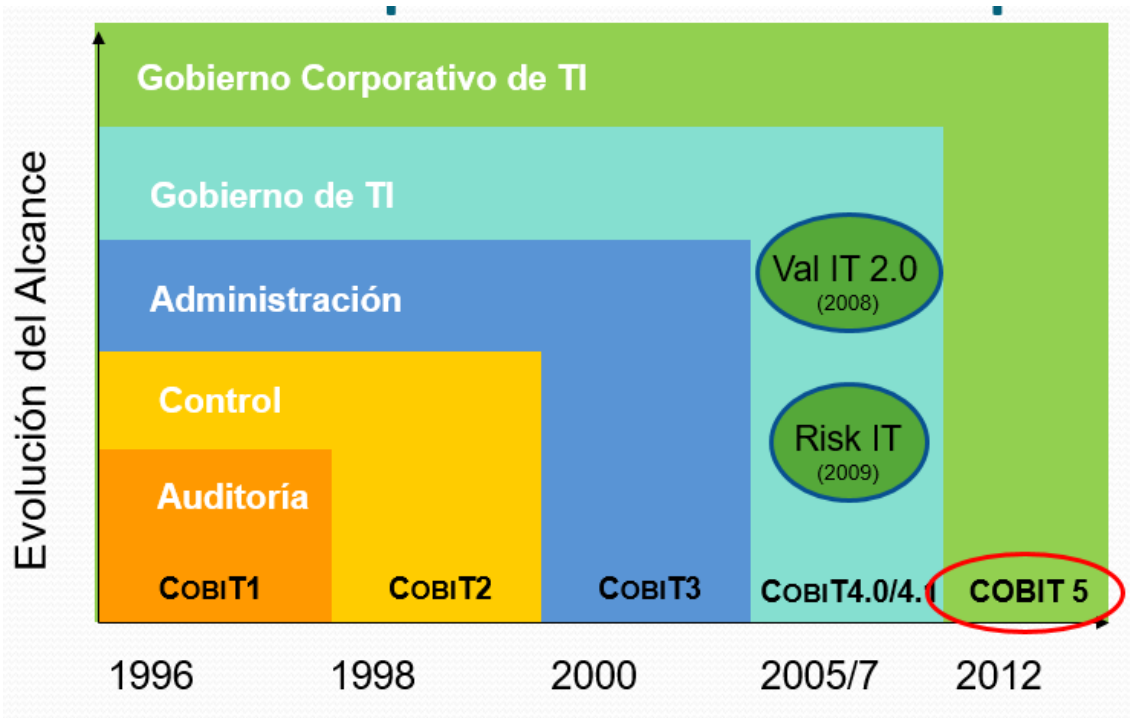 Evolución del Alcance
Gobierno Corporativo de TI
Gobierno de TI
Administración
Control
Auditoría
Val IT 2.0
(2008)
Risk IT
(2009)
COBIT1
COBIT2
COBIT3
COBIT4.0/4.1
COBIT 5
1996
1998
2000
2005/7
2012